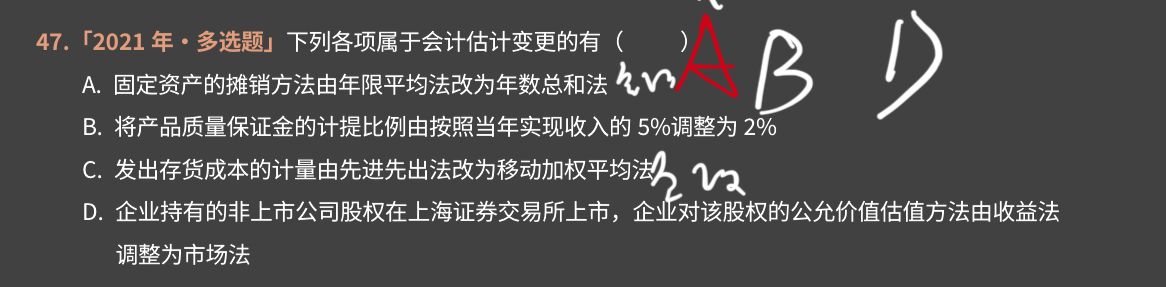 47.「2021 年·多选题」下列各项属于会计估计变更的有（　　） A B D
A. 固定资产的摊销方法由年限平均法改为年数总和法
B. 将产品质量保证金的计提比例由按照当年实现收入的 5%调整为 2%
C. 发出存货成本的计量由先进先出法改为移动加权平均法
D. 企业持有的非上市公司股权在上海证券交易所上市，企业对该股权的公允价值估值方法由收益法
调整为市场法